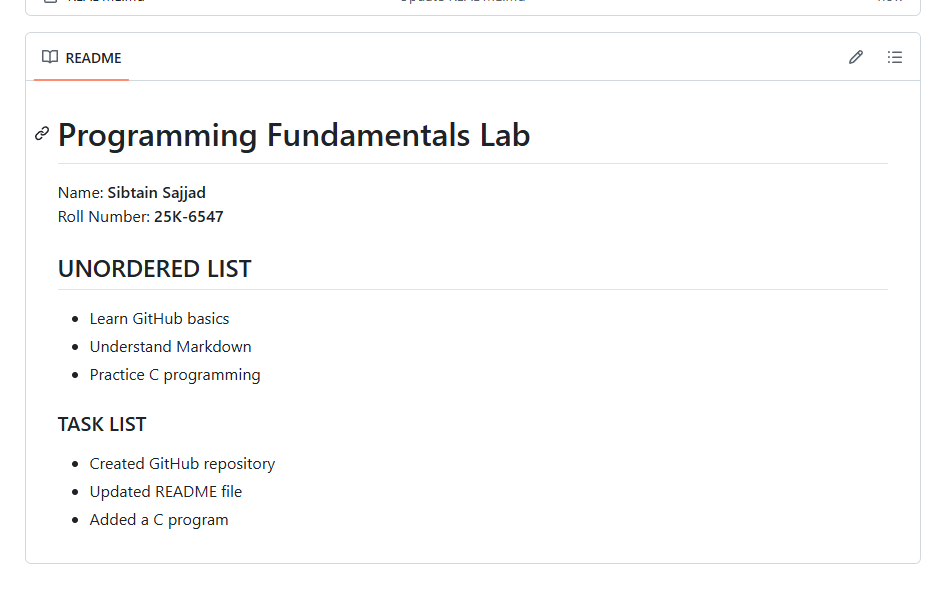 README
Programming Fundamentals Lab
Name: Sibtain Sajjad
Roll Number: 25K-6547
UNORDERED LIST
• Learn GitHub basics
• Understand Markdown
• Practice C programming
TASK LIST
• Created GitHub repository
• Updated README file
• Added a C program